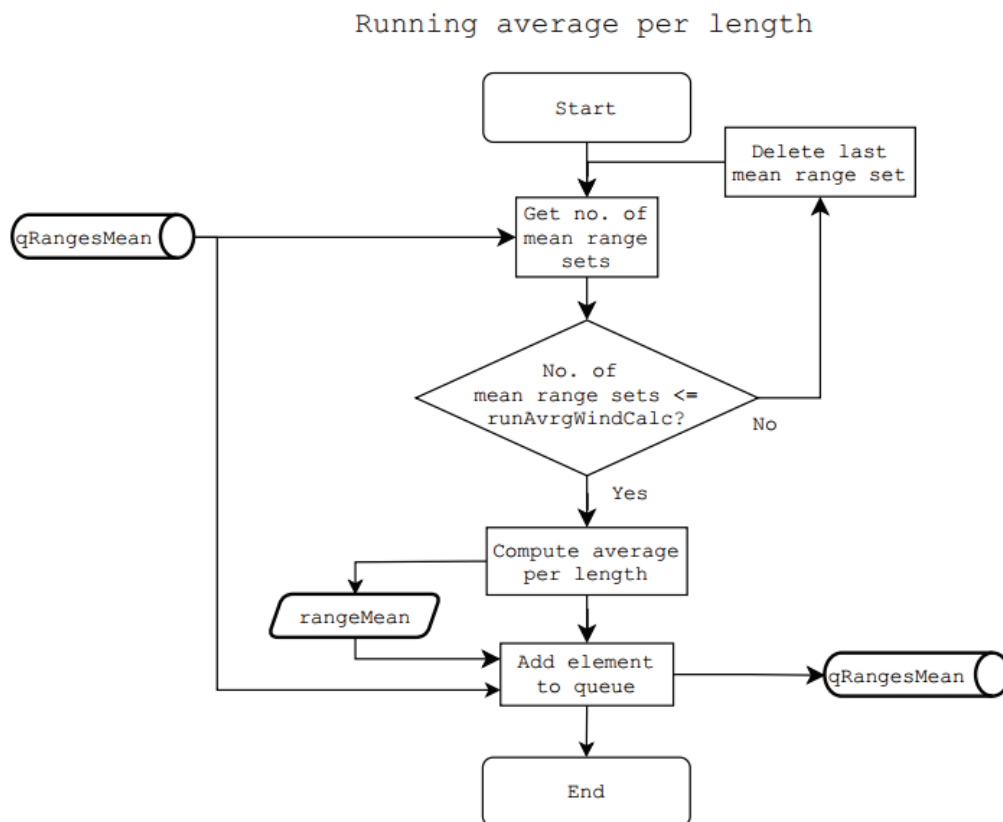 Running average per length
Start
Delete last
mean range set
qRangesMean
Get no. of
mean range
sets
No. of
mean range sets <=
runAvrgWindCalc?
No
Yes
Compute average
per length
rangeMean
Add element
to queue
qRangesMean
End